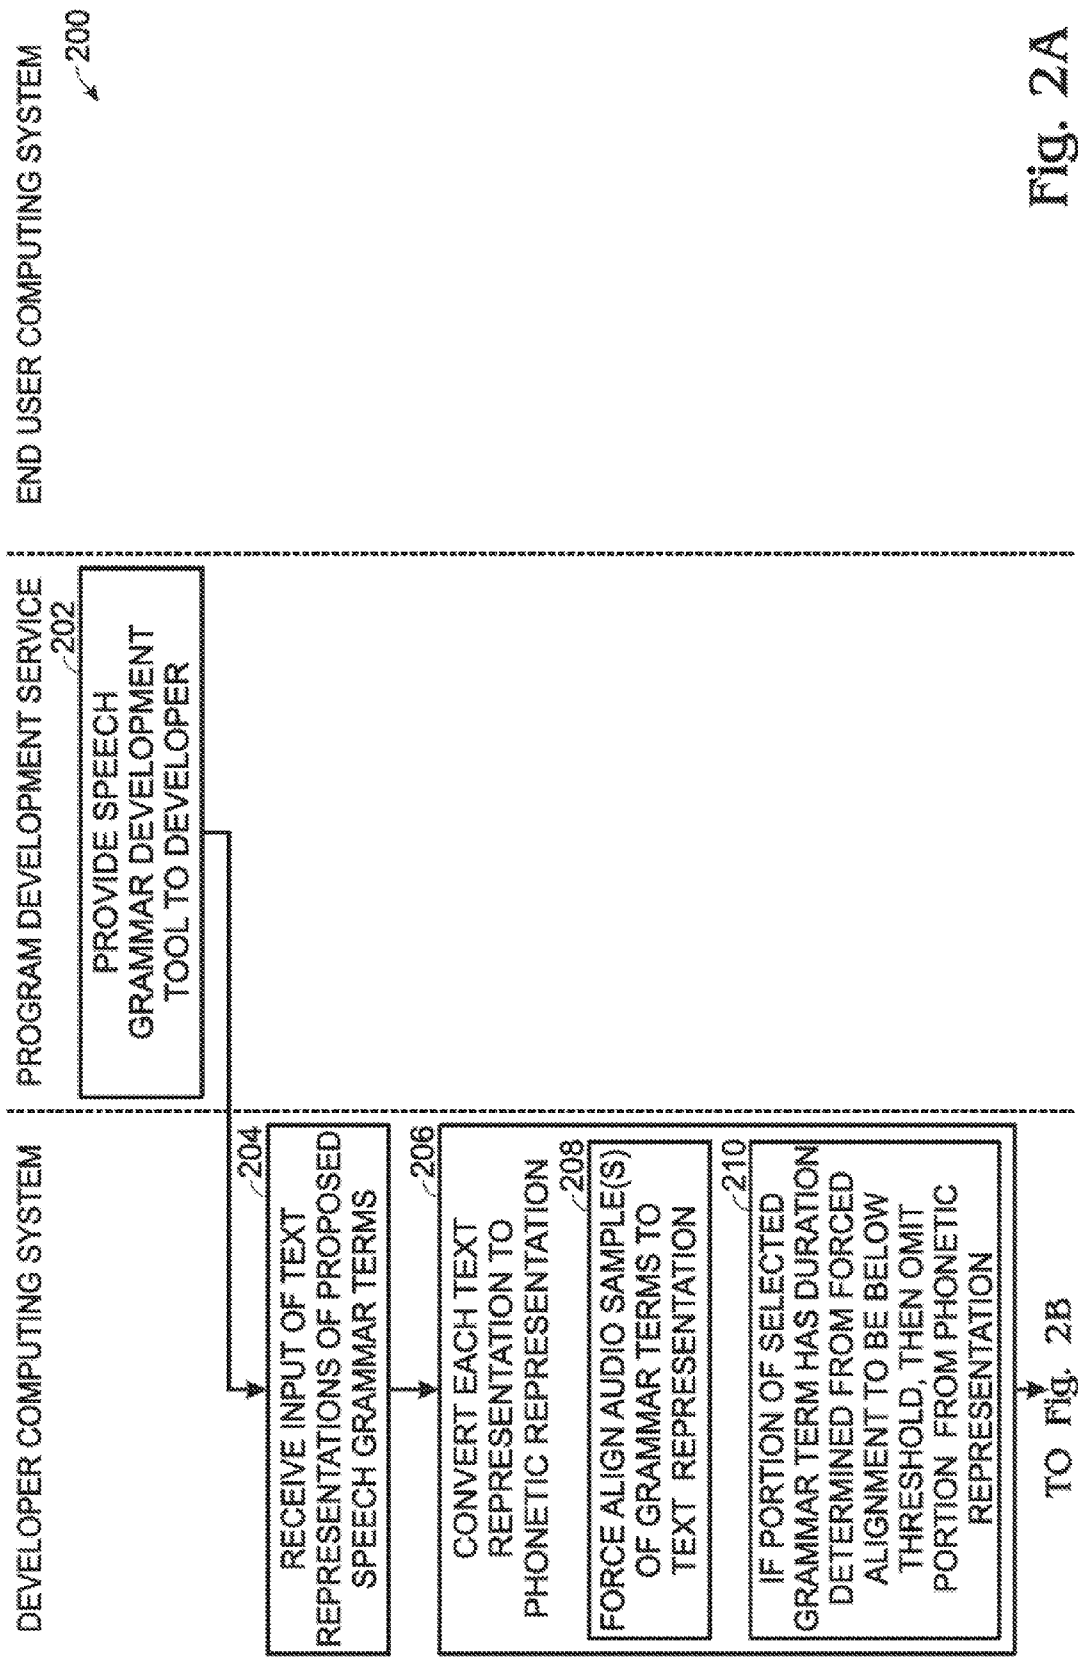 DEVELOPER COMPUTING SYSTEM
PROGRAM DEVELOPMENT SERVICE
END USER COMPUTING SYSTEM
200
202
PROVIDE SPEECH
GRAMMAR DEVELOPMENT
TOOL TO DEVELOPER
204
RECEIVE INPUT OF TEXT
REPRESENTATIONS OF PROPOSED
SPEECH GRAMMAR TERMS
206
CONVERT EACH TEXT
REPRESENTATION TO
PHONETIC REPRESENTATION
208
FORCE ALIGN AUDIO SAMPLE(S)
OF GRAMMAR TERMS TO
TEXT REPRESENTATION
210
IF PORTION OF SELECTED
GRAMMAR TERM HAS DURATION
DETERMINED FROM FORCED
ALIGNMENT TO BE BELOW
THRESHOLD, THEN OMIT
PORTION FROM PHONETIC
REPRESENTATION
TO Fig. 2B
Fig. 2A